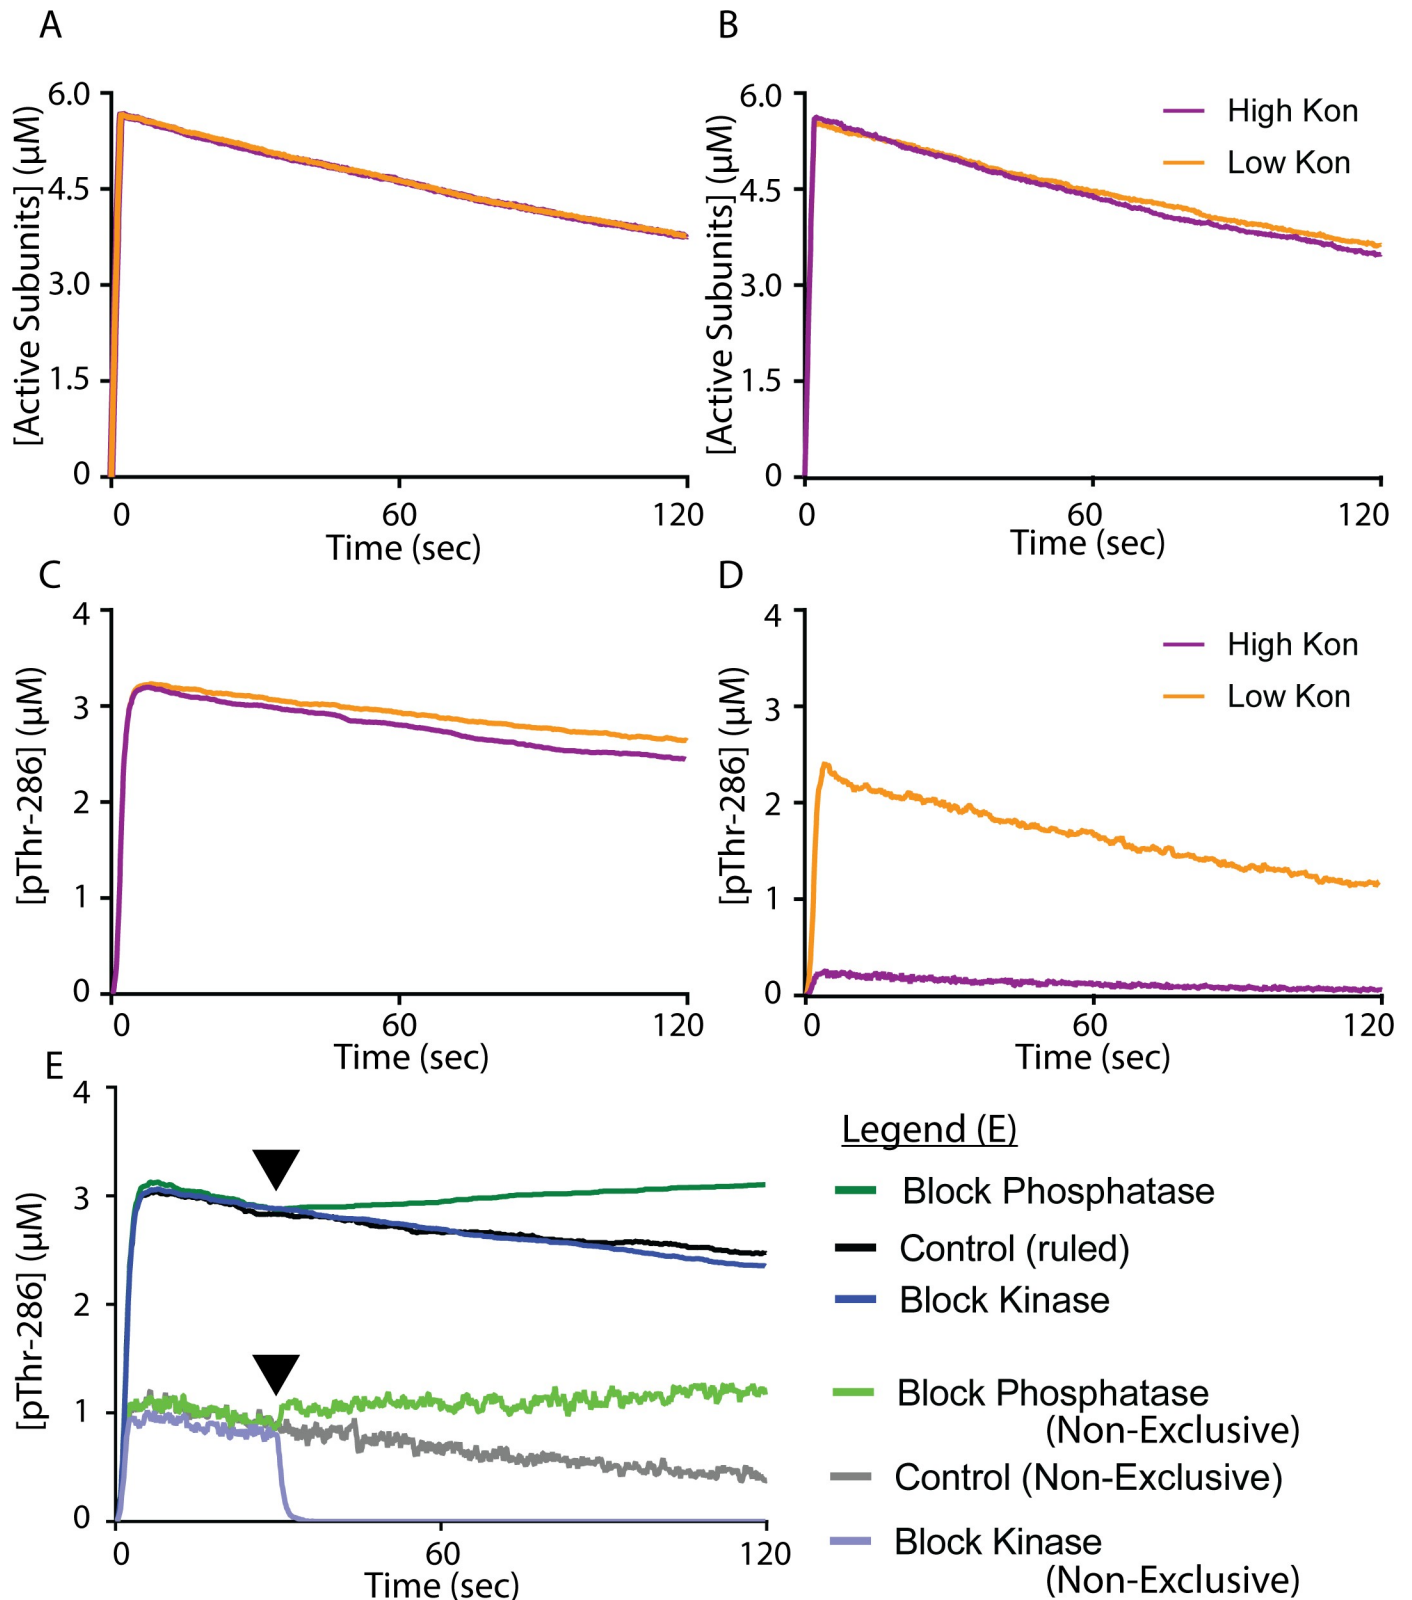 A
[Active Subunits] (μM)
6.0
4.5
3.0
1.5
0
0
60
120
Time (sec)
B
[Active Subunits] (μM)
6.0
4.5
3.0
1.5
0
0
60
120
Time (sec)
High Kon
Low Kon
C
[pThr-286] (μM)
4
3
2
1
0
0
60
120
Time (sec)
D
[pThr-286] (μM)
4
3
2
1
0
0
60
120
Time (sec)
High Kon
Low Kon
E
[pThr-286] (μM)
4
3
2
1
0
0
60
120
Time (sec)
Legend (E)
Block Phosphatase
Control (ruled)
Block Kinase
Block Phosphatase
(Non-Exclusive)
Control (Non-Exclusive)
Block Kinase
(Non-Exclusive)